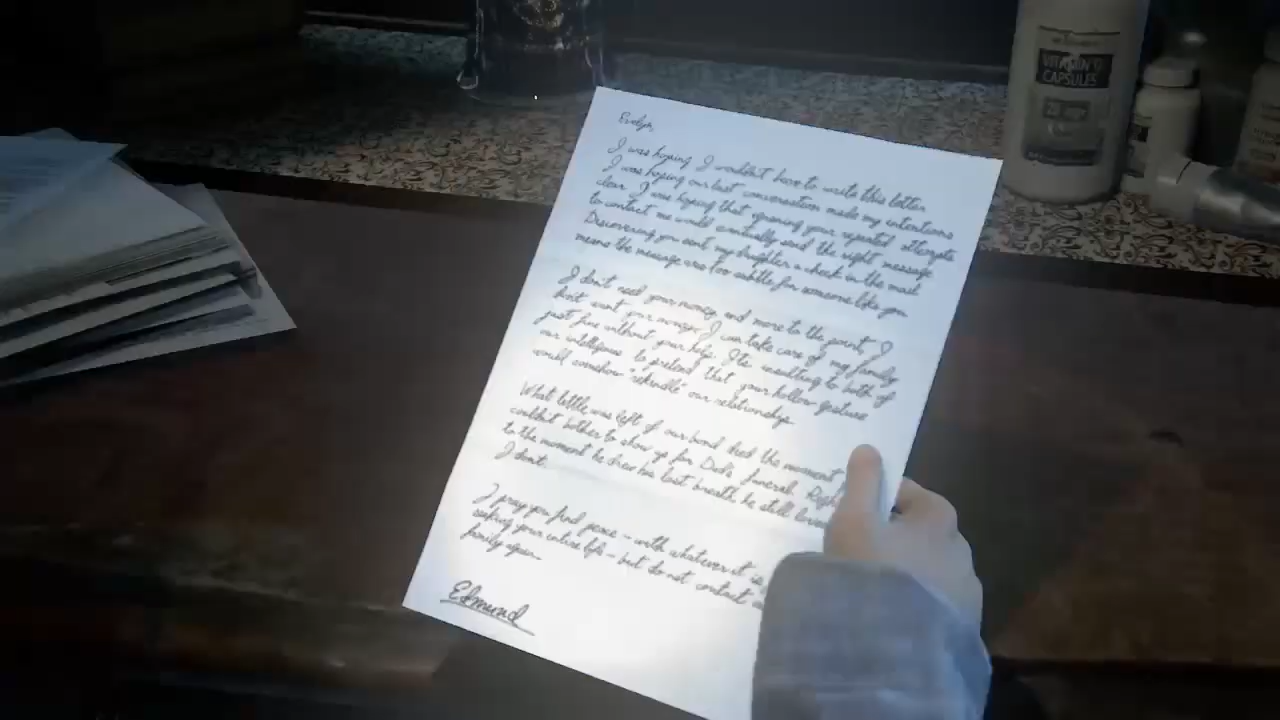 Evelyn,
I was hoping I wouldn't have to write this letter.
I was hoping our last conversation made my intentions
clear. I was hoping that ignoring your repeated attempts
to contact me would eventually send the right message.
Discovering you sent my daughter a check in the mail
means the message was too subtle for someone like you.
I don't need your money and more to the point, I
don't want your money. I can take care of my family
just fine without your help. It's insulting to both of
our intelligence to pretend that your hollow gesture
would somehow "rekindle" our relationship.
What little was left of our bond died the moment
couldn't bother to show up for Dad's funeral. Right
to the moment he drew his last breath, he still
I don't.
I pray you find peace - with whatever it is
seeking your entire life - but do not contact
family again.
Edmund
VITAMIN
CAPSULES